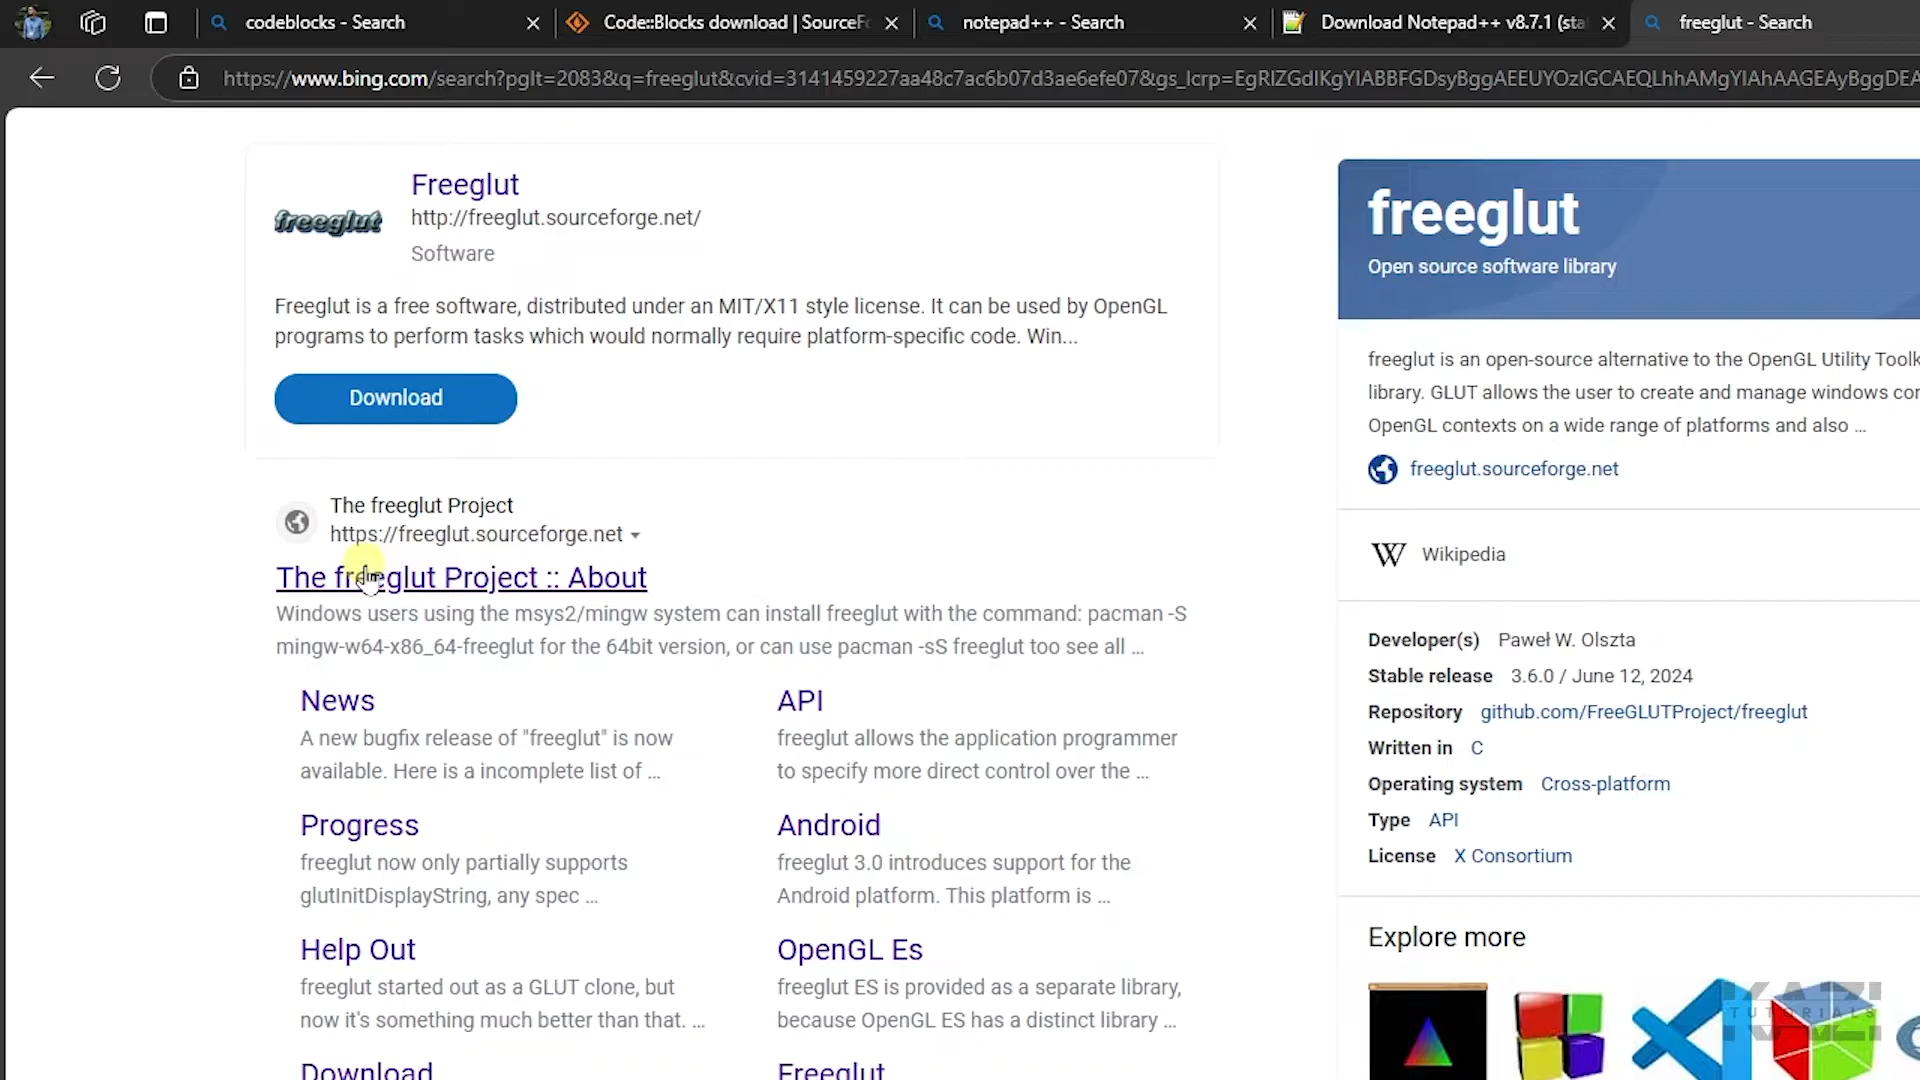 codeblocks - Search
Code::Blocks download | SourceFo
notepad++ - Search
Download Notepad++ v8.7.1 (sta
freeglut - Search
https://www.bing.com/search?pglt=2083&q=freeglut&cvid=3141459227aa48c7ac6b07d3ae6efe07&gs_lcrp=EgRlZGdlKgYIABBFGDsyBggAEEUYOzIGCAEQLhhAMgYIAhAAGEAyBggDEA
freeglut
Freeglut
http://freeglut.sourceforge.net/
Software
Freeglut is a free software, distributed under an MIT/X11 style license. It can be used by OpenGL
programs to perform tasks which would normally require platform-specific code. Win...
Download
The freeglut Project
https://freeglut.sourceforge.net
The freeglut Project :: About
Windows users using the msys2/mingw system can install freeglut with the command: pacman -S
mingw-w64-x86_64-freeglut for the 64bit version, or can use pacman -sS freeglut too see all ...
News
A new bugfix release of "freeglut" is now
available. Here is a incomplete list of ...
API
freeglut allows the application programmer
to specify more direct control over the ...
Progress
freeglut now only partially supports
glutInitDisplayString, any spec ...
Android
freeglut 3.0 introduces support for the
Android platform. This platform is ...
Help Out
freeglut started out as a GLUT clone, but
now it's something much better than that. ...
OpenGL Es
freeglut ES is provided as a separate library,
because OpenGL ES has a distinct library ...
Download
Freeglut
freeglut
Open source software library
freeglut is an open-source alternative to the OpenGL Utility Toolk
library. GLUT allows the user to create and manage windows con
OpenGL contexts on a wide range of platforms and also ...
freeglut.sourceforge.net
W Wikipedia
Developer(s) Paweł W. Olszta
Stable release 3.6.0 / June 12, 2024
Repository github.com/FreeGLUTProject/freeglut
Written in C
Operating system Cross-platform
Type API
License X Consortium
Explore more
KAZI
TUTORIALS